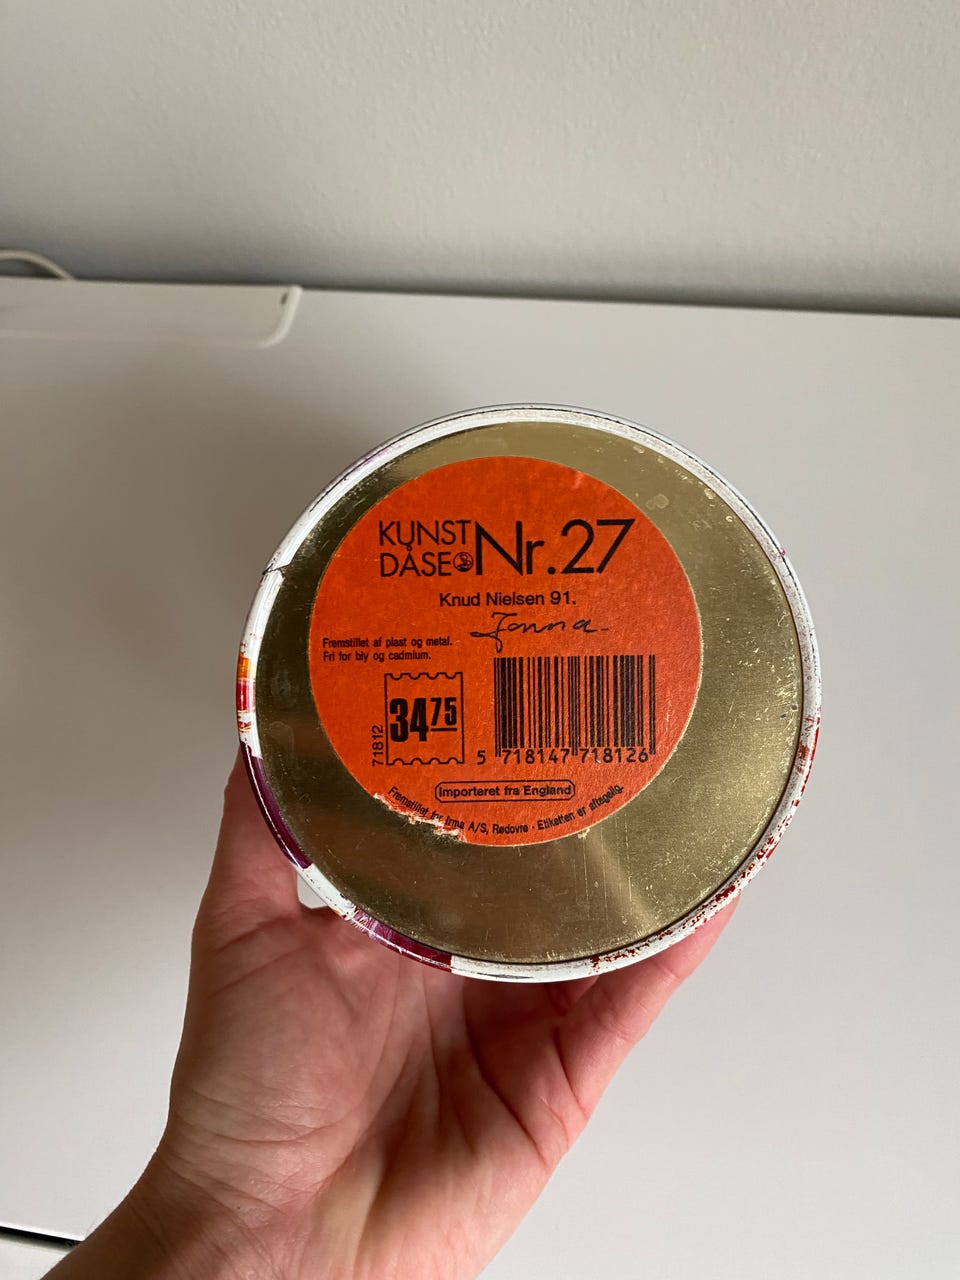 KUNST
DÅSE Nr. 27
Knud Nielsen 91.
Jonna
Fremstillet af plast og metal.
Fri for bly og cadmium.
34 75
71812
5 718147 718126
Importeret fra England
Fremstillet for Irma A/S, Rødovre · Etiketten er aftagelig.